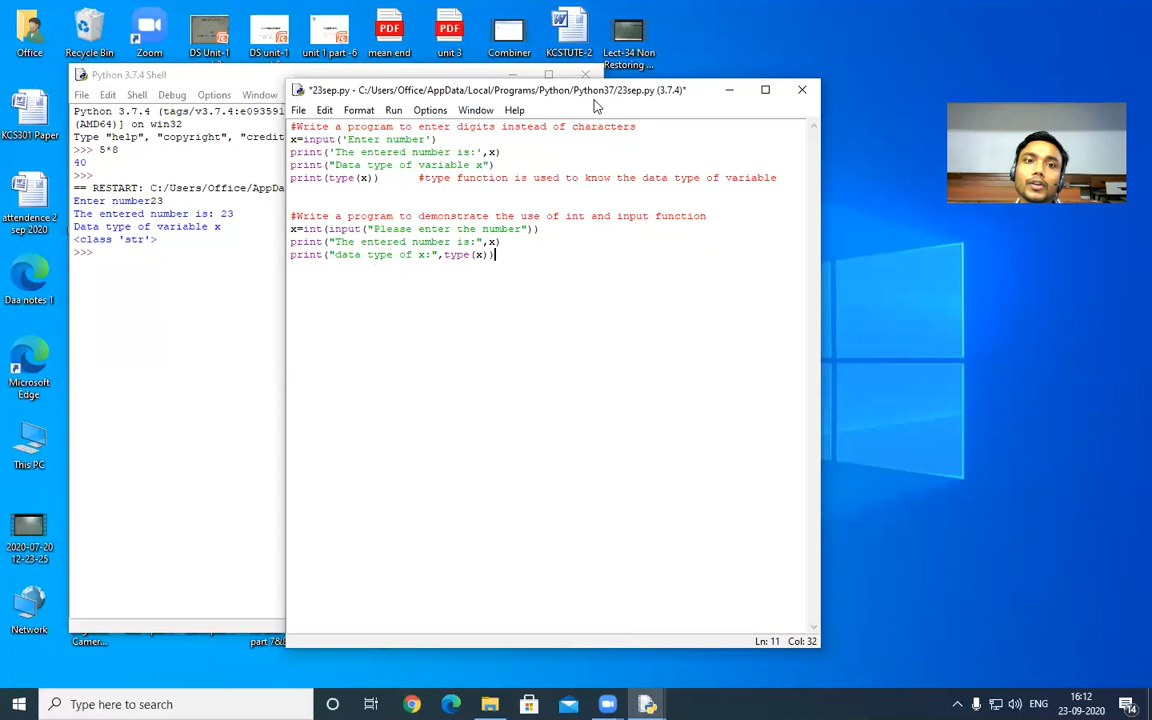 Office
Recycle Bin
Zoom
DS Unit-1
DS unit-1
unit 1 part -6
mean end
unit 3
Combiner
KCSTUTE-2
Lect-34 Non
Restoring ...
PDF
PDF
KCS301 Paper
attendence 2
sep 2020
Daa notes 1
Microsoft
Edge
This PC
2020-07-20
12-23-25
Network
Python 3.7.4 Shell
File Edit Shell Debug Options Window
Python 3.7.4 (tags/v3.7.4:e093591
(AMD64)] on win32
Type "help", "copyright", "credit
>>> 5*8
40
>>>
== RESTART: C:/Users/Office/AppDa
Enter number23
The entered number is: 23
Data type of variable x
<class 'str'>
>>>
Camer...
part 7&8
*23sep.py - C:/Users/Office/AppData/Local/Programs/Python/Python37/23sep.py (3.7.4)*
File Edit Format Run Options Window Help
#Write a program to enter digits instead of characters
x=input('Enter number')
print('The entered number is:',x)
print("Data type of variable x")
print(type(x)) #type function is used to know the data type of variable
#Write a program to demonstrate the use of int and input function
x=int(input("Please enter the number"))
print("The entered number is:",x)
print("data type of x:",type(x))
Ln: 11 Col: 32
Type here to search
ENG
16:12
23-09-2020
14